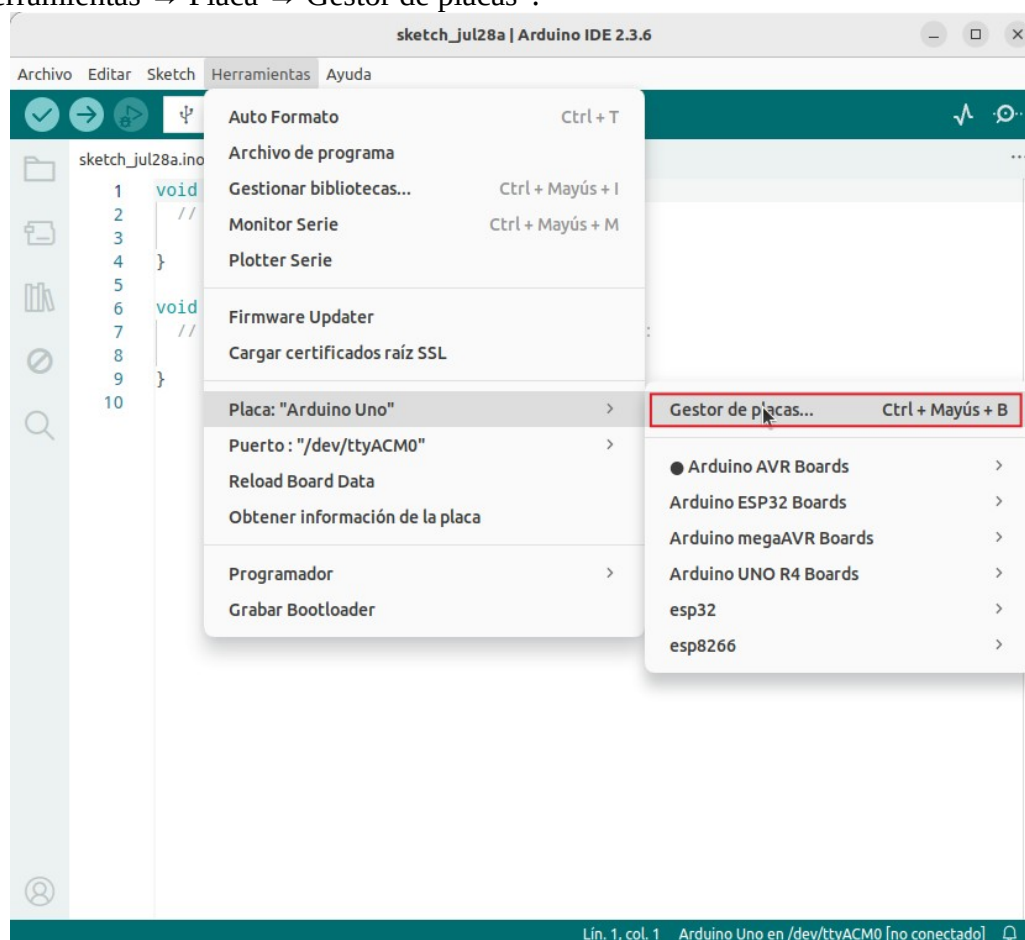 erramientas → Placa → Gestor de placas".
sketch_jul28a | Arduino IDE 2.3.6
Archivo Editar Sketch Herramientas Ayuda
sketch_jul28a.ino
...
1 void
2 //
3
4 }
5
6 void
7 // :
8
9 }
10
Auto Formato Ctrl + T
Archivo de programa
Gestionar bibliotecas... Ctrl + Mayús + I
Monitor Serie Ctrl + Mayús + M
Plotter Serie
Firmware Updater
Cargar certificados raíz SSL
Placa: "Arduino Uno" >
Puerto : "/dev/ttyACM0" >
Reload Board Data
Obtener información de la placa
Programador >
Grabar Bootloader
Gestor de placas... Ctrl + Mayús + B
● Arduino AVR Boards >
Arduino ESP32 Boards >
Arduino megaAVR Boards >
Arduino UNO R4 Boards >
esp32 >
esp8266 >
Lín. 1, col. 1 Arduino Uno en /dev/ttyACM0 [no conectado]